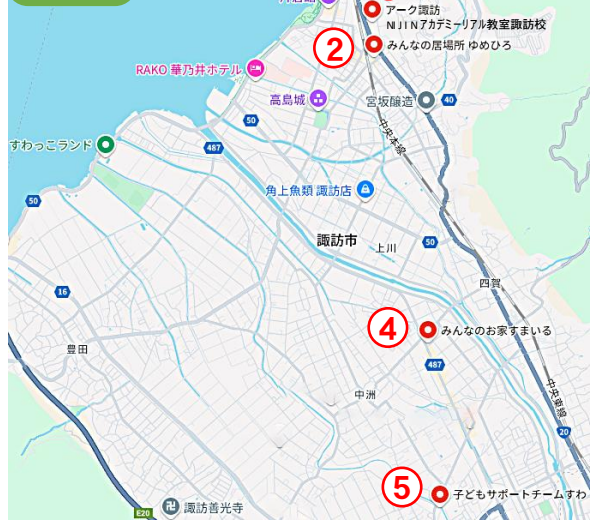 アーク諏訪
NIJINアカデミーリアル教室諏訪校
②
みんなの居場所 ゆめひろ
RAKO 華乃井ホテル
高島城
宮坂醸造
40
50
中央本線
すわっこランド
487
角上魚類 諏訪店
50
諏訪市
上川
50
四賀
16
④
みんなのお家すまいる
豊田
487
中洲
中央東線
20
⑤
子どもサポートチームすわ
諏訪善光寺
E20